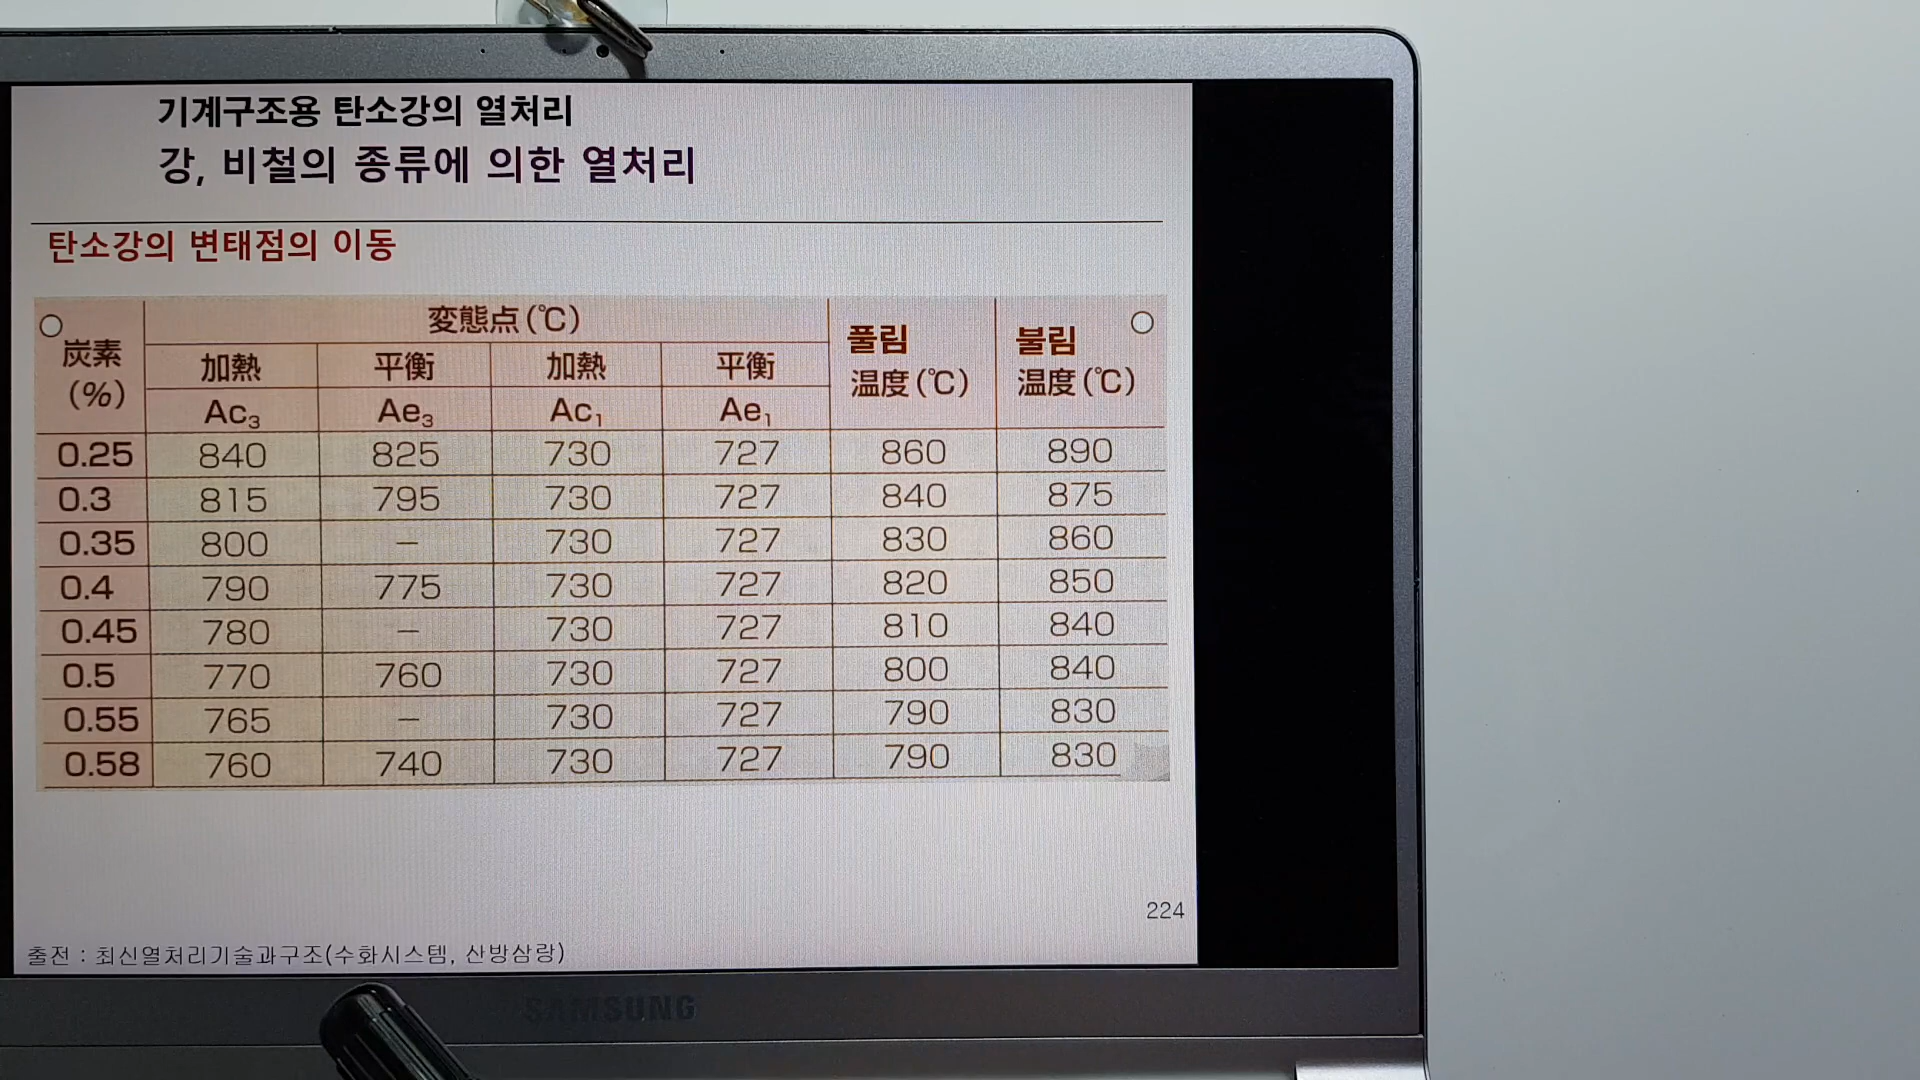 기계구조용 탄소강의 열처리
강, 비철의 종류에 의한 열처리
탄소강의 변태점의 이동
炭素(%) 変態点(℃) 풀림温度(℃) 불림温度(℃)
加熱 平衡 加熱 平衡
Ac₃ Ae₃ Ac₁ Ae₁
0.25 840 825 730 727 860 890
0.3 815 795 730 727 840 875
0.35 800 – 730 727 830 860
0.4 790 775 730 727 820 850
0.45 780 – 730 727 810 840
0.5 770 760 730 727 800 840
0.55 765 – 730 727 790 830
0.58 760 740 730 727 790 830
224
출전 : 최신열처리기술과구조(수화시스템, 산방삼랑)
SAMSUNG